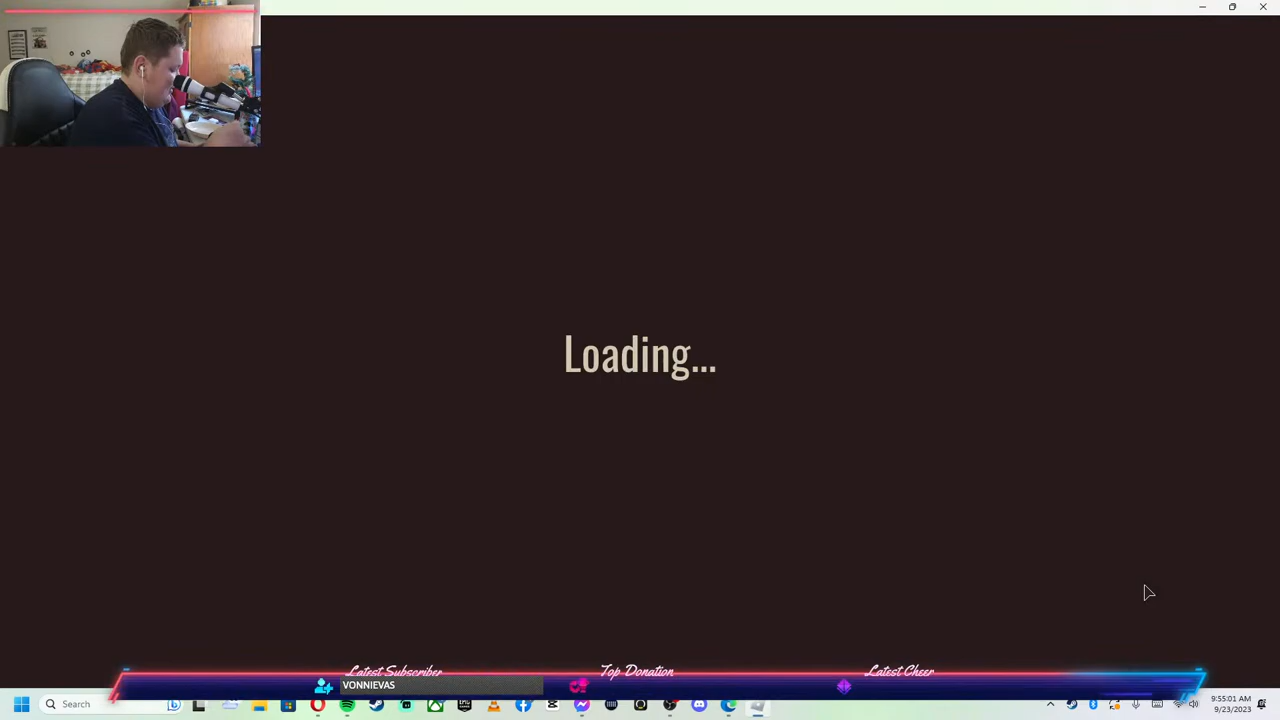 Loading...
Latest Subscriber
Top Donation
Latest Cheer
VONNIEVAS
Search
9:55:01 AM
9/23/2023